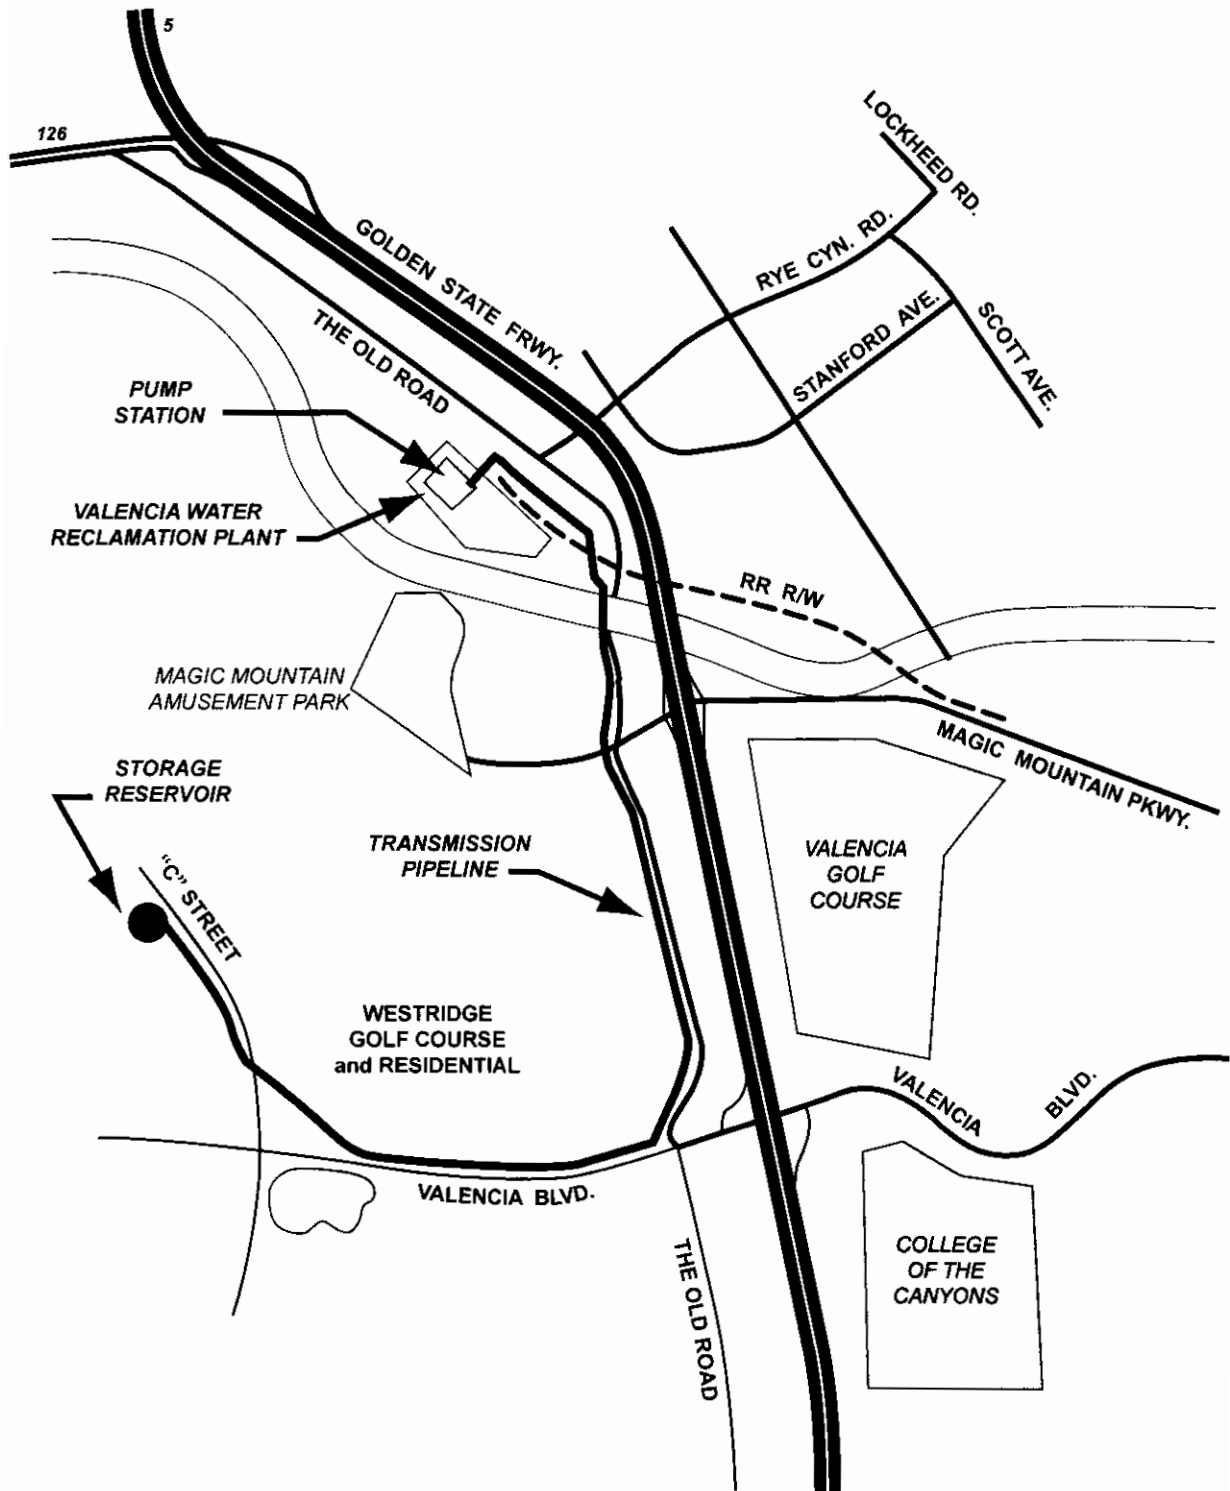 5
126
LOCKHEED RD.
GOLDEN STATE FRWY.
RYE CYN. RD.
THE OLD ROAD
STANFORD AVE.
SCOTT AVE.
PUMP
STATION
VALENCIA WATER
RECLAMATION PLANT
RR R/W
MAGIC MOUNTAIN
AMUSEMENT PARK
MAGIC MOUNTAIN PKWY.
STORAGE
RESERVOIR
TRANSMISSION
PIPELINE
VALENCIA
GOLF
COURSE
"C" STREET
WESTRIDGE
GOLF COURSE
and RESIDENTIAL
VALENCIA BLVD.
VALENCIA BLVD.
THE OLD ROAD
COLLEGE
OF THE
CANYONS